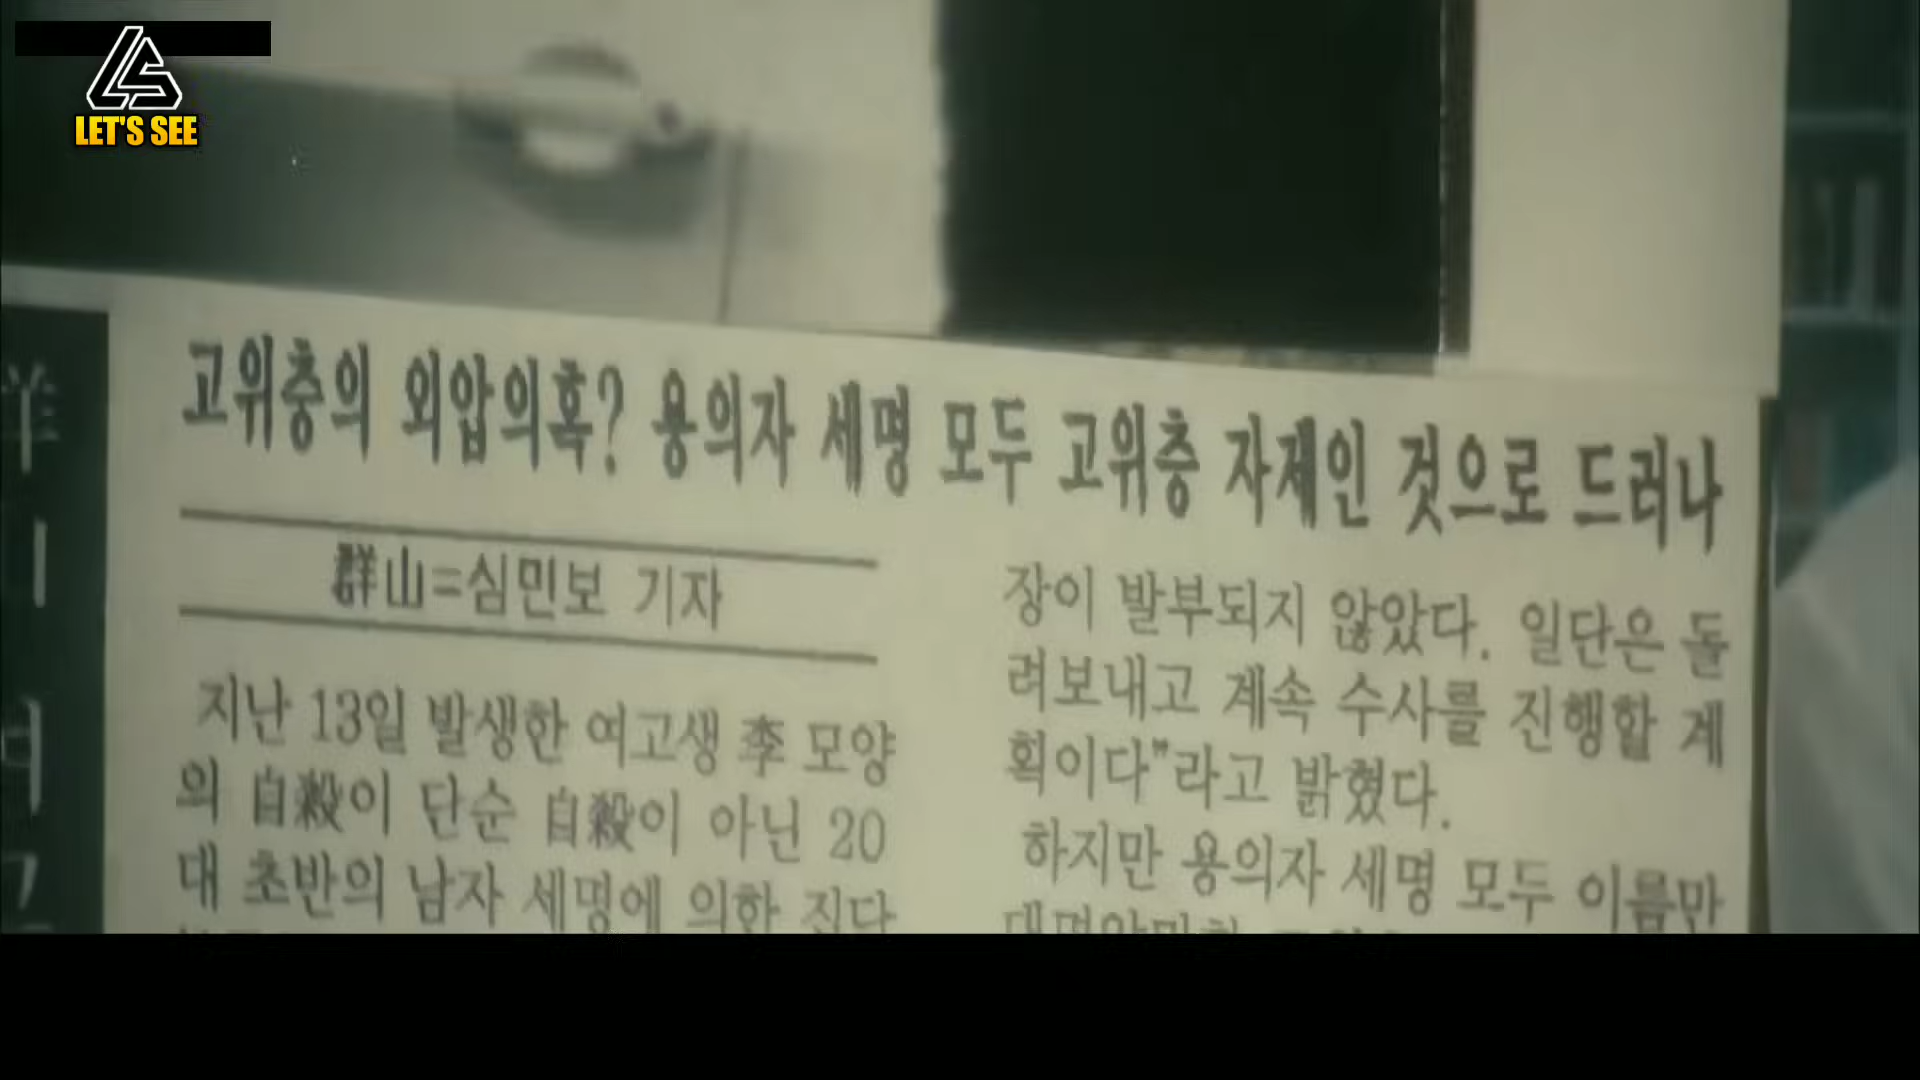 LET'S SEE
고위층의 외압의혹? 용의자 세명 모두 고위층 자제인 것으로 드러나
群山=심민보 기자
지난 13일 발생한 여고생 李 모양
의 自殺이 단순 自殺이 아닌 20
대 초반의 남자 세명에 의한 집단
장이 발부되지 않았다. 일단은 돌
려보내고 계속 수사를 진행할 계
획이다”라고 밝혔다.
하지만 용의자 세명 모두 이름만